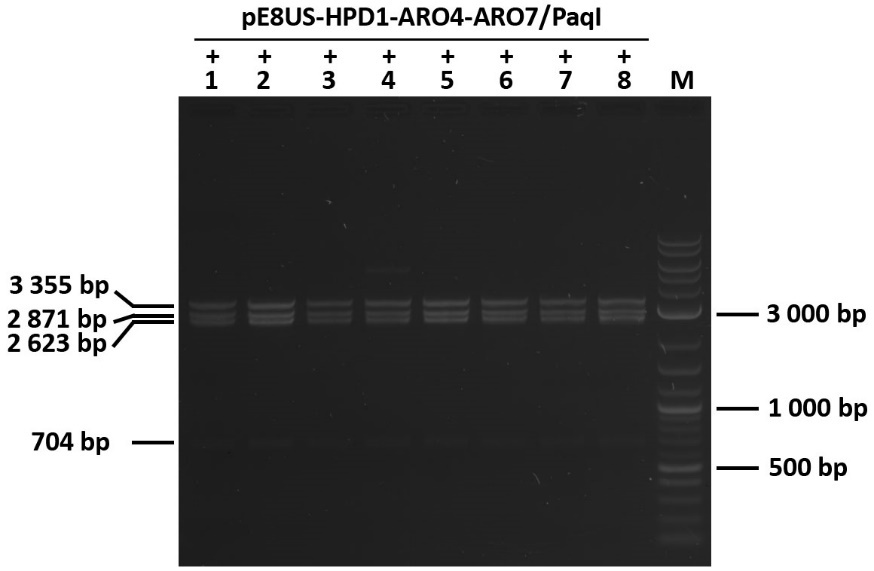 pE8US-HPD1-ARO4-ARO7/PaqI
+ + + + + + + +
1 2 3 4 5 6 7 8 M
3 355 bp
2 871 bp
2 623 bp
704 bp
3 000 bp
1 000 bp
500 bp